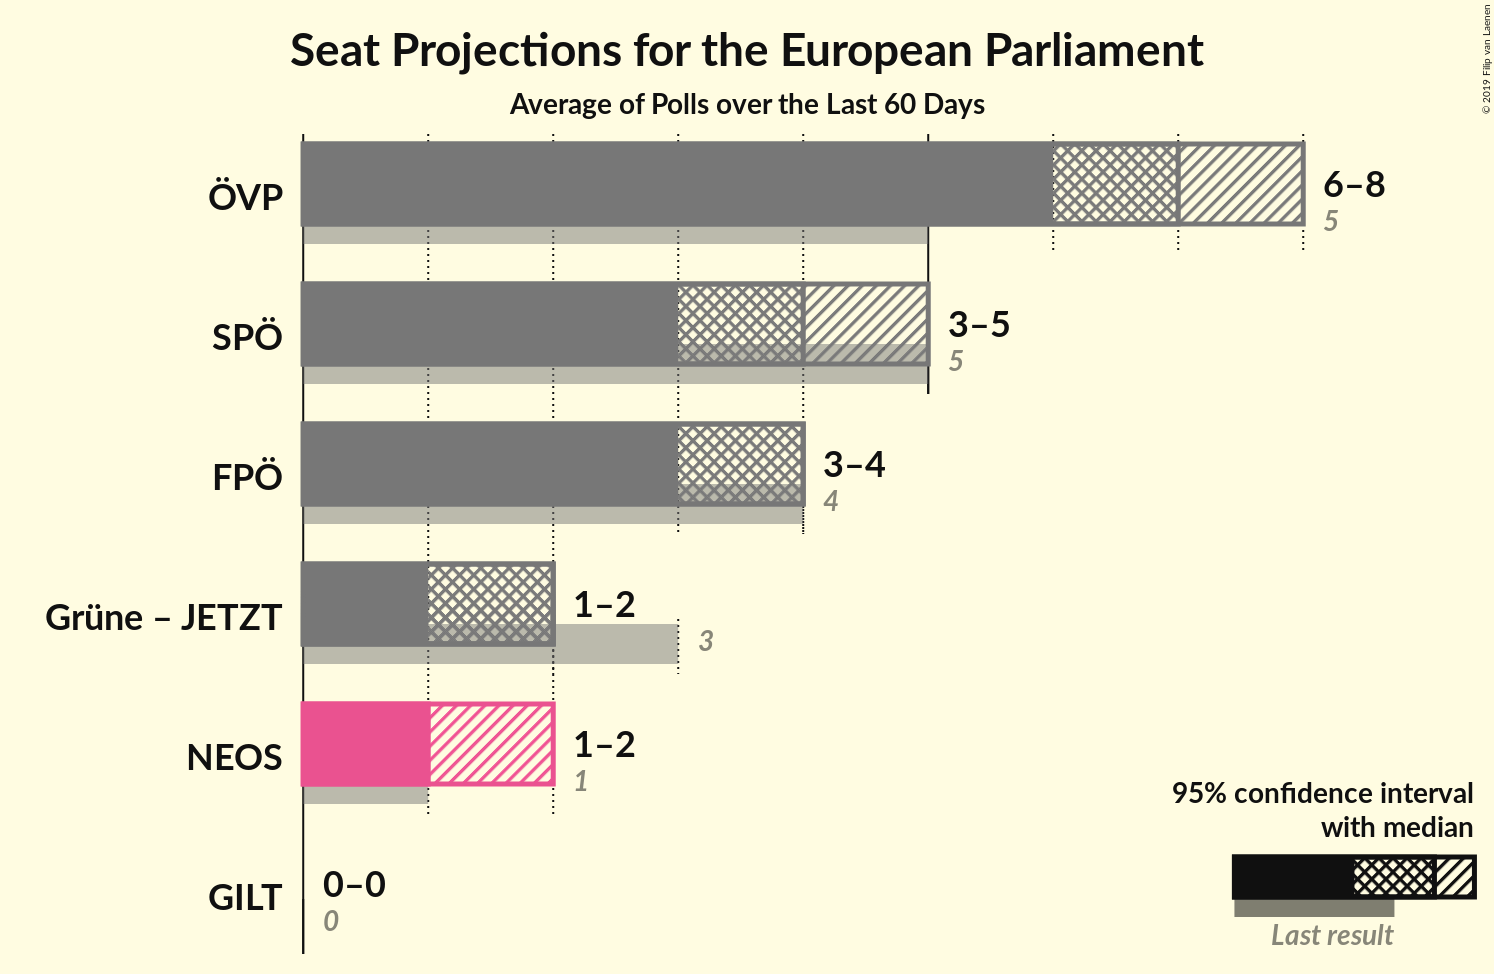 Seat Projections for the European Parliament
Average of Polls over the Last 60 Days
© 2019 Filip van Laenen
ÖVP
6–8
5
SPÖ
3–5
5
FPÖ
3–4
4
Grüne – JETZT
1–2
3
NEOS
1–2
1
GILT
0–0
0
95% confidence interval
with median
Last result